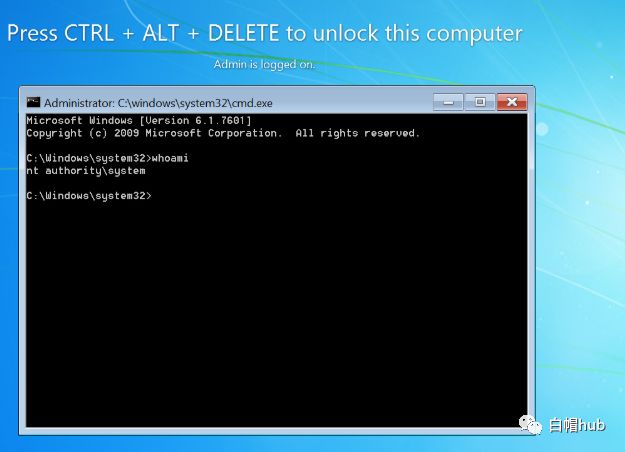 Press CTRL + ALT + DELETE to unlock this computer
Admin is logged on.
Administrator: C:\windows\system32\cmd.exe
Microsoft Windows [Version 6.1.7601]
Copyright (c) 2009 Microsoft Corporation.  All rights reserved.
C:\Windows\system32>whoami
nt authority\system
C:\Windows\system32>
白帽hub